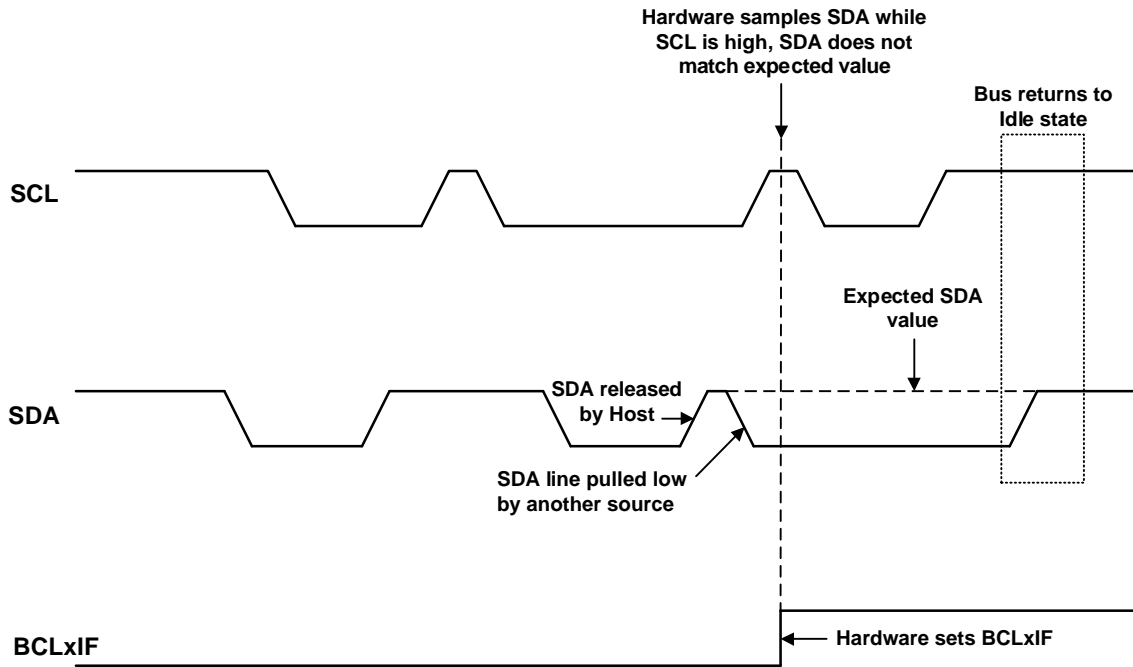 Hardware samples SDA while
SCL is high, SDA does not
match expected value
Bus returns to
Idle state
SCL
Expected SDA
value
SDA released
by Host
SDA
SDA line pulled low
by another source
BCLxIF
Hardware sets BCLxIF